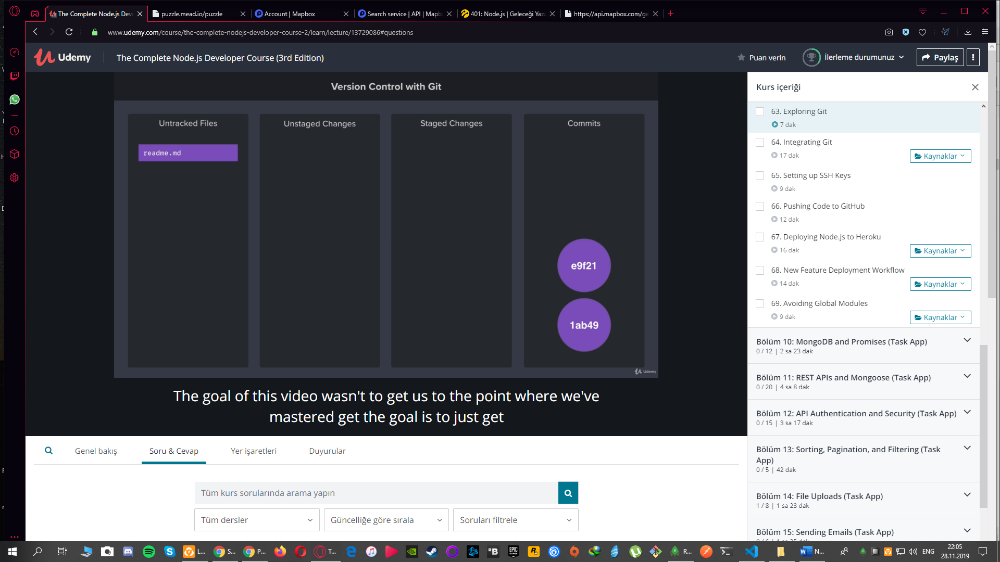 The Complete Node.js Dev
puzzle.mead.io/puzzle
Account | Mapbox
Search service | API | Mapb
401: Node.js | Geleceği Yaz
https://api.mapbox.com/ge
www.udemy.com/course/the-complete-nodejs-developer-course-2/learn/lecture/13729086#questions
Udemy
The Complete Node.js Developer Course (3rd Edition)
Puan verin
İlerleme durumunuz
Paylaş
Version Control with Git
Untracked Files
Unstaged Changes
Staged Changes
Commits
readme.md
e9f21
1ab49
Udemy
The goal of this video wasn't to get us to the point where we've
mastered get the goal is to just get
Genel bakış
Soru & Cevap
Yer işaretleri
Duyurular
Tüm kurs sorularında arama yapın
Tüm dersler
Güncelliğe göre sırala
Soruları filtrele
Kurs içeriği
63. Exploring Git
7 dak
64. Integrating Git
17 dak
Kaynaklar
65. Setting up SSH Keys
9 dak
66. Pushing Code to GitHub
12 dak
67. Deploying Node.js to Heroku
16 dak
Kaynaklar
68. New Feature Deployment Workflow
14 dak
Kaynaklar
69. Avoiding Global Modules
9 dak
Kaynaklar
Bölüm 10: MongoDB and Promises (Task App)
0 / 12 | 2 sa 23 dak
Bölüm 11: REST APIs and Mongoose (Task App)
0 / 20 | 4 sa 8 dak
Bölüm 12: API Authentication and Security (Task App)
0 / 15 | 3 sa 17 dak
Bölüm 13: Sorting, Pagination, and Filtering (Task
App)
0 / 5 | 42 dak
Bölüm 14: File Uploads (Task App)
1 / 8 | 1 sa 23 dak
Bölüm 15: Sending Emails (Task App)
L...
S...
P...
T...
B
EPIC
GAMES
R...
N...
ENG
22:05
28.11.2019